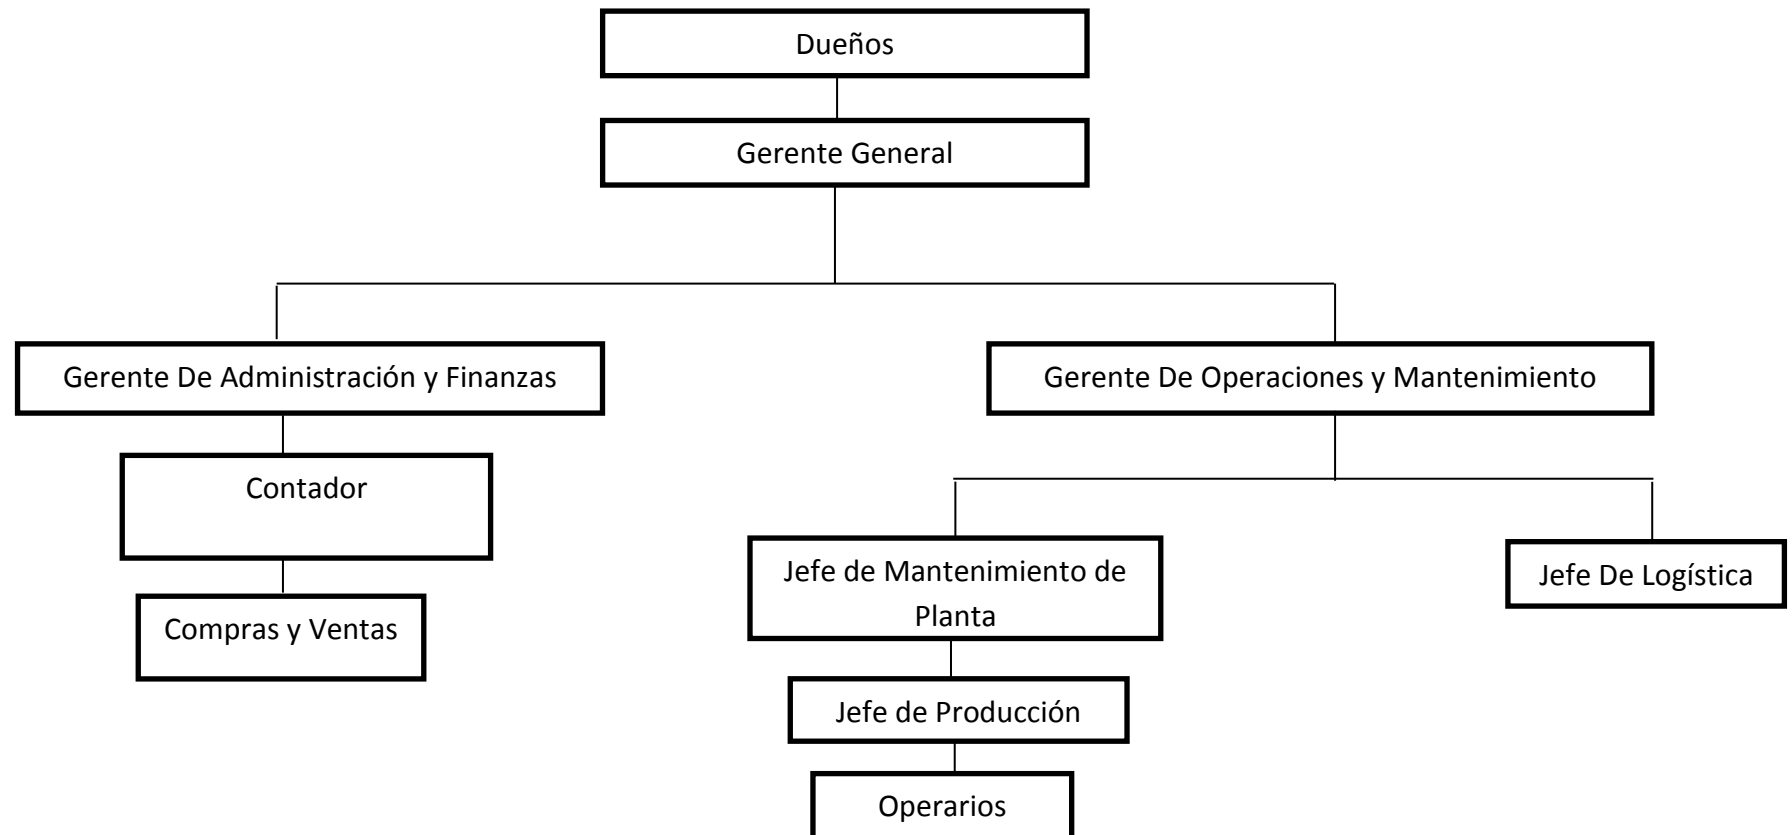 Dueños
Gerente General
Gerente De Administración y Finanzas
Gerente De Operaciones y Mantenimiento
Contador
Jefe de Mantenimiento de
Planta
Jefe De Logística
Compras y Ventas
Jefe de Producción
Operarios